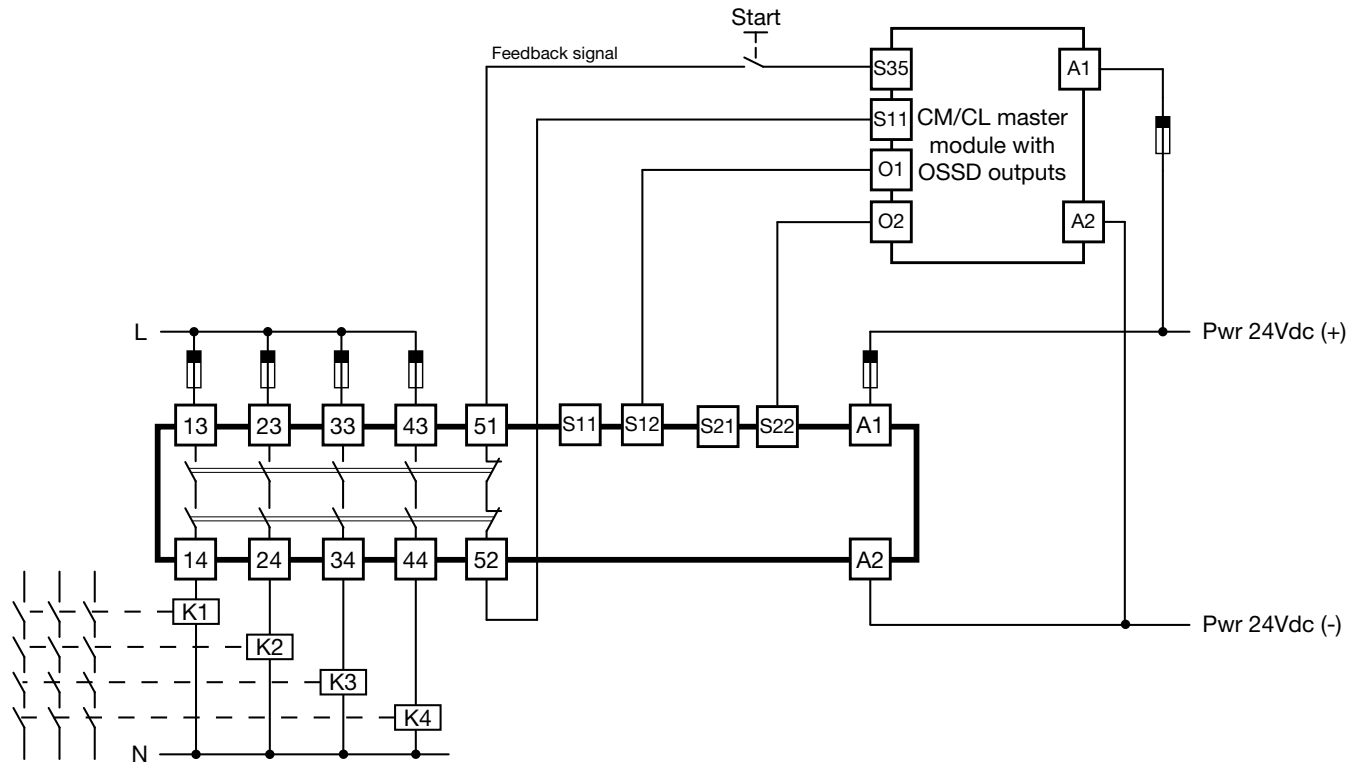 Start
Feedback signal
S35
A1
S11
CM/CL master
module with
OSSD outputs
O1
O2
A2
L
Pwr 24Vdc (+)
13
23
33
43
51
S11
S12
S21
S22
A1
14
24
34
44
52
A2
K1
K2
K3
K4
Pwr 24Vdc (-)
N